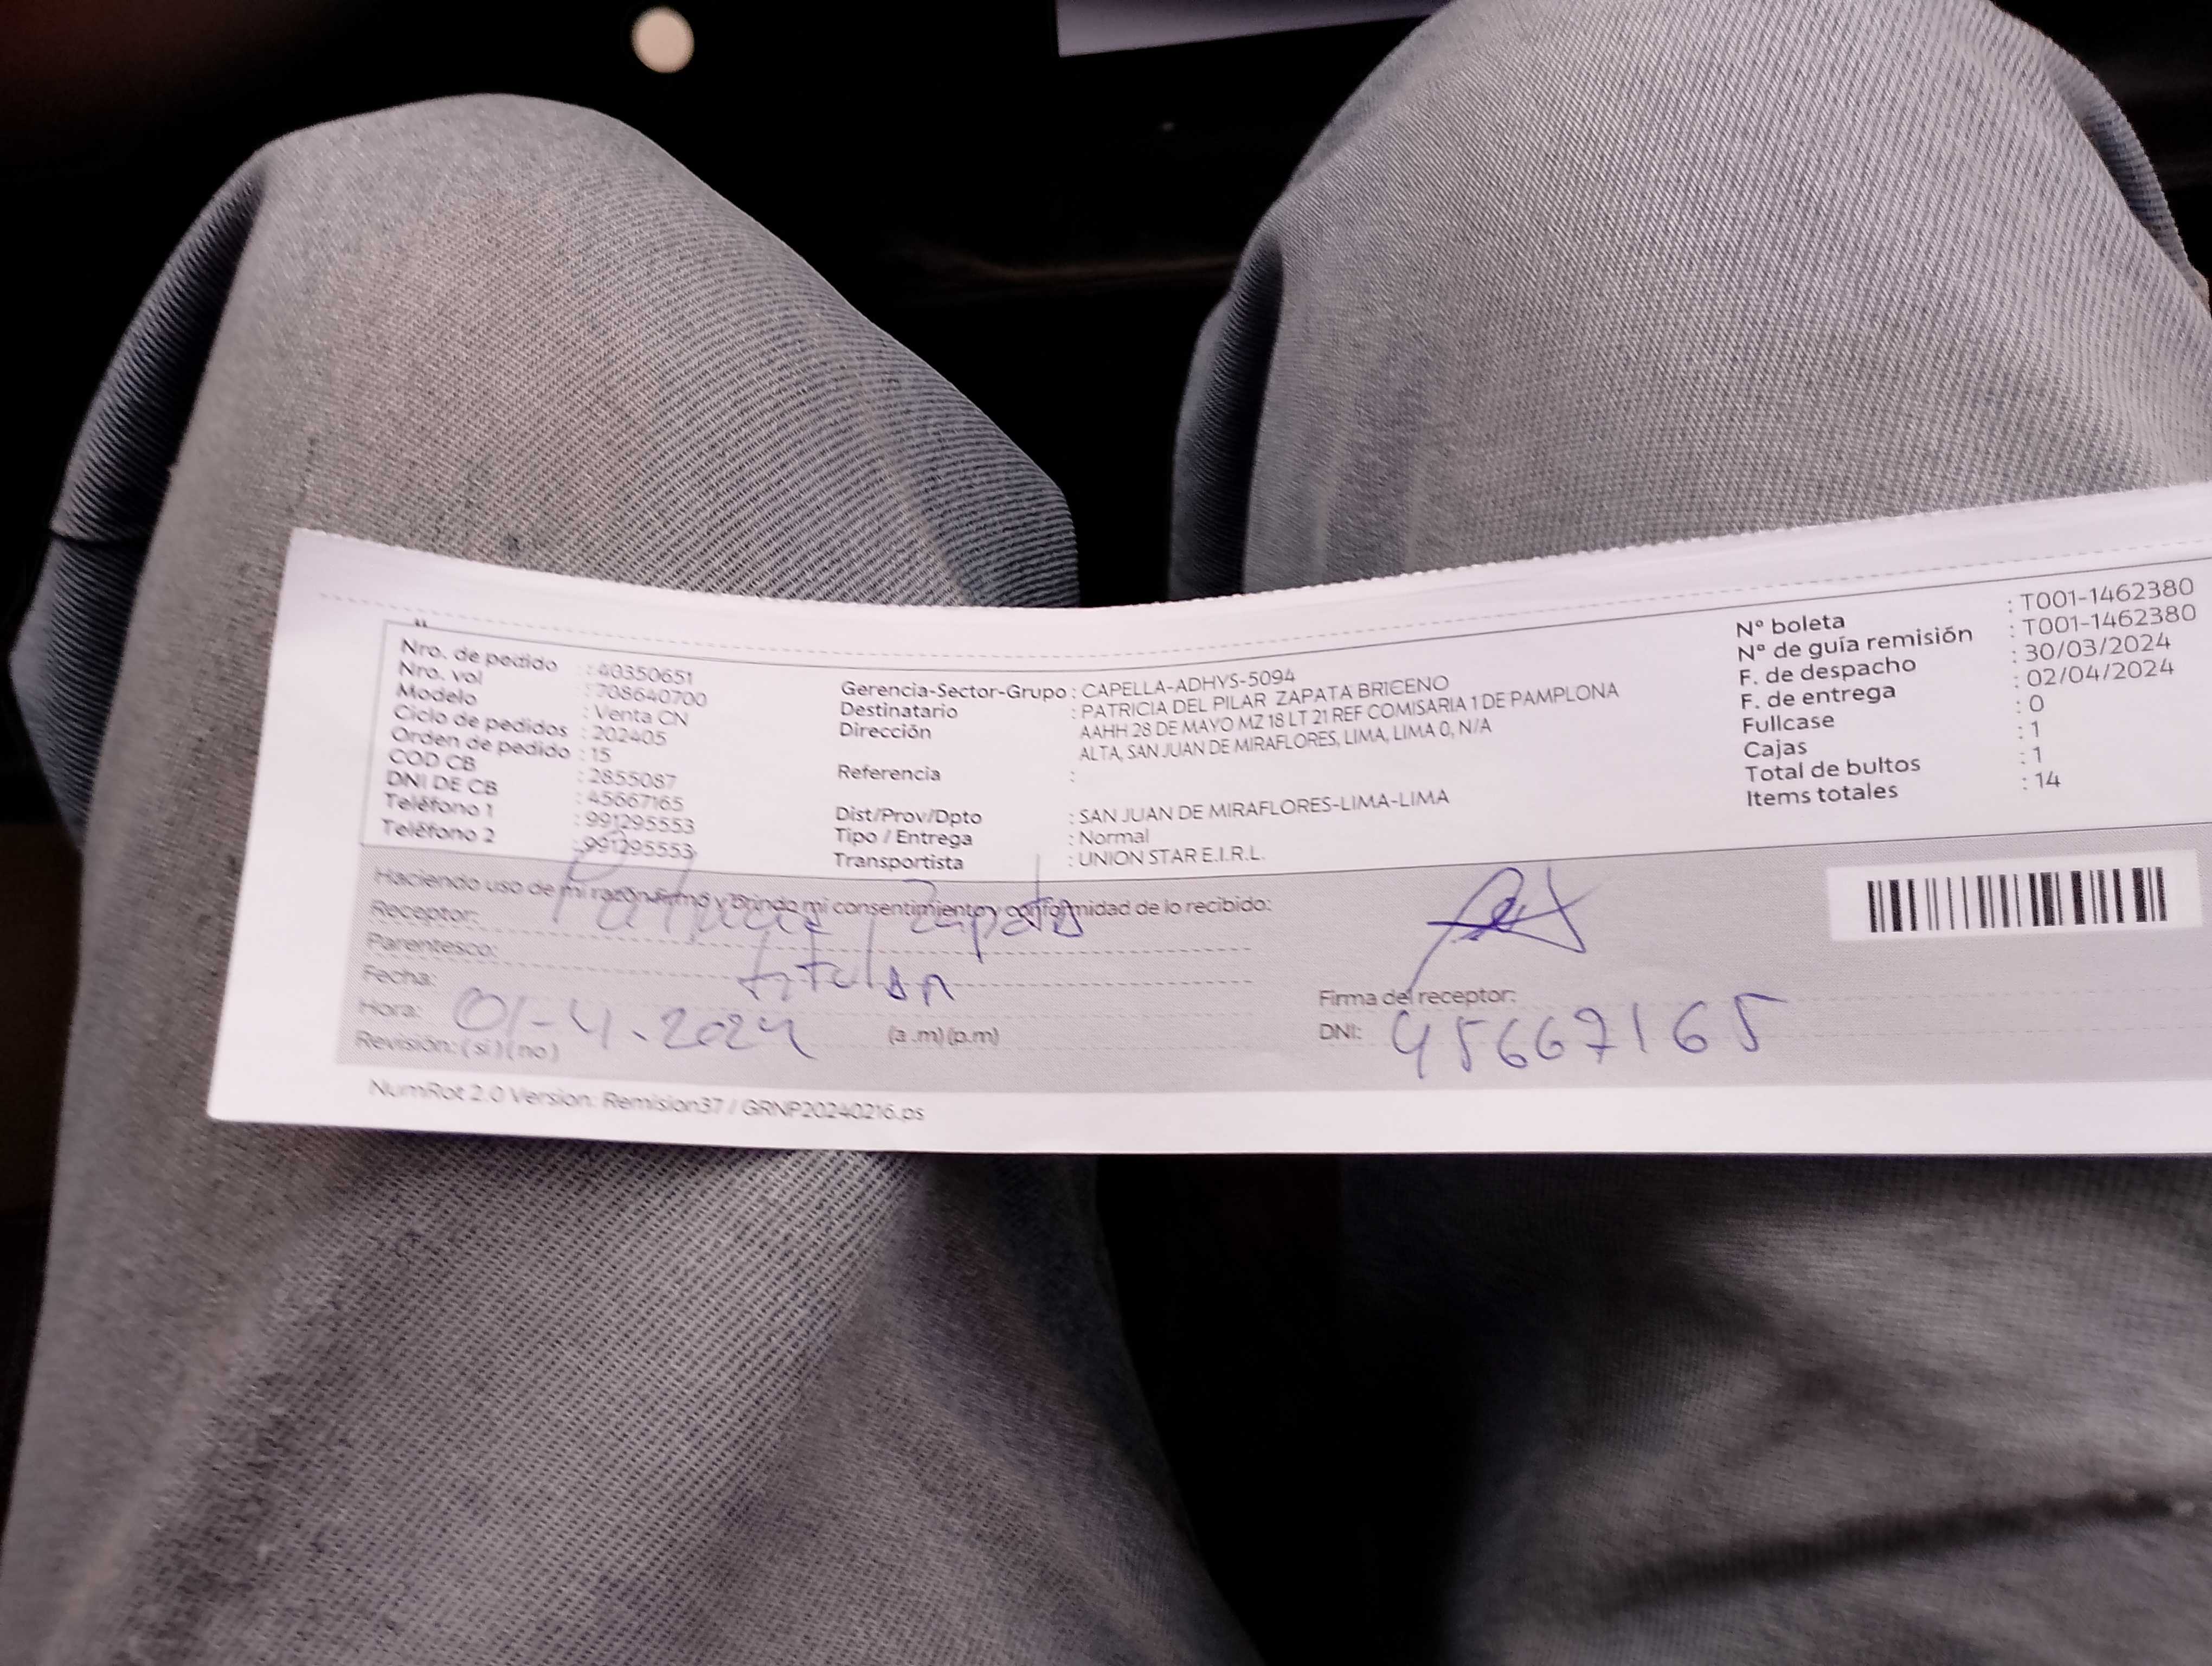 Nro. de pedido : 40350651
Nro. vol : 708640700
Modelo : Venta CN
Ciclo de pedidos : 202405
Orden de pedido : 15
COD CB : 2855087
DNI DE CB : 45667165
Teléfono 1 : 991295553
Teléfono 2 : 991295553
Gerencia-Sector-Grupo : CAPELLA-ADHVS-5094
Destinatario : PATRICIA DEL PILAR ZAPATA BRICENO
Dirección AAHH 28 DE MAYO MZ 18 LT 21 REF COMISARIA 1 DE PAMPLONA
ALTA, SAN JUAN DE MIRAFLORES, LIMA, LIMA 0, N/A
Referencia :
Dist/Prov/Dpto : SAN JUAN DE MIRAFLORES-LIMA-LIMA
Tipo / Entrega : Normal
Transportista : UNION STAR E.I.R.L.
N° boleta : T001-1462380
N° de guía remisión : T001-1462380
F. de despacho : 30/03/2024
F. de entrega : 02/04/2024
Fullcase : 0
Cajas : 1
Total de bultos : 1
Items totales : 14
Haciendo uso de mi razón firmo y brindo mi consentimiento y conformidad de lo recibido:
Receptor: Patricia Zapata
Parentesco: titular
Fecha: 01-4-2024
Hora: (a.m)(p.m)
Revisión: (si) (no)
Firma del receptor:
DNI: 45667165
NumRot 2.0 Version: Remision37 / GRNP20240216.ps